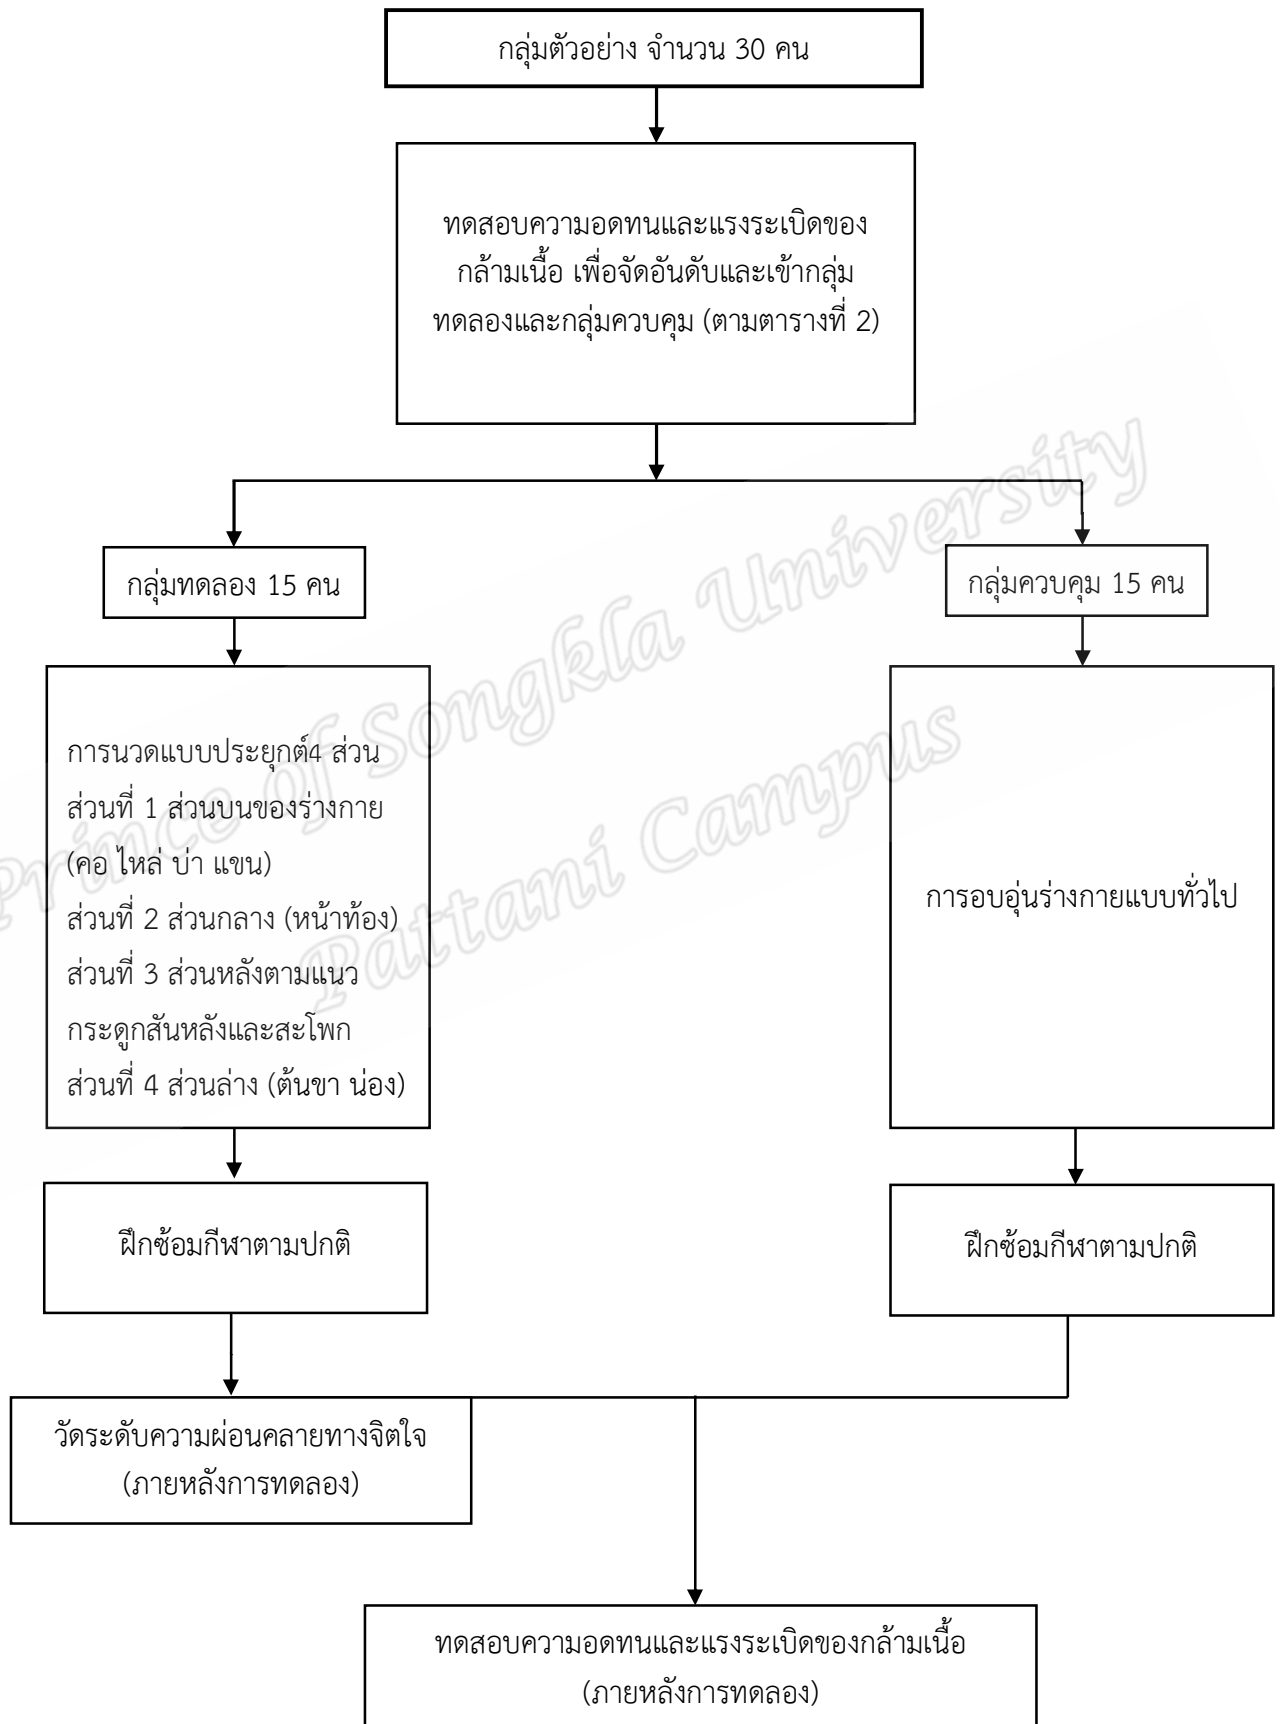 กลุ่มตัวอย่าง จำนวน 30 คน
ทดสอบความอดทนและแรงระเบิดของ
กล้ามเนื้อ เพื่อจัดอันดับและเข้ากลุ่ม
ทดลองและกลุ่มควบคุม (ตามตารางที่ 2)
กลุ่มทดลอง 15 คน
กลุ่มควบคุม 15 คน
การนวดแบบประยุกต์4 ส่วน
ส่วนที่ 1 ส่วนบนของร่างกาย
(คอ ไหล่ บ่า แขน)
ส่วนที่ 2 ส่วนกลาง (หน้าท้อง)
ส่วนที่ 3 ส่วนหลังตามแนว
กระดูกสันหลังและสะโพก
ส่วนที่ 4 ส่วนล่าง (ต้นขา น่อง)
การอบอุ่นร่างกายแบบทั่วไป
ฝึกซ้อมกีฬาตามปกติ
ฝึกซ้อมกีฬาตามปกติ
วัดระดับความผ่อนคลายทางจิตใจ
(ภายหลังการทดลอง)
ทดสอบความอดทนและแรงระเบิดของกล้ามเนื้อ
(ภายหลังการทดลอง)
Prince of Songkla University
Pattani Campus